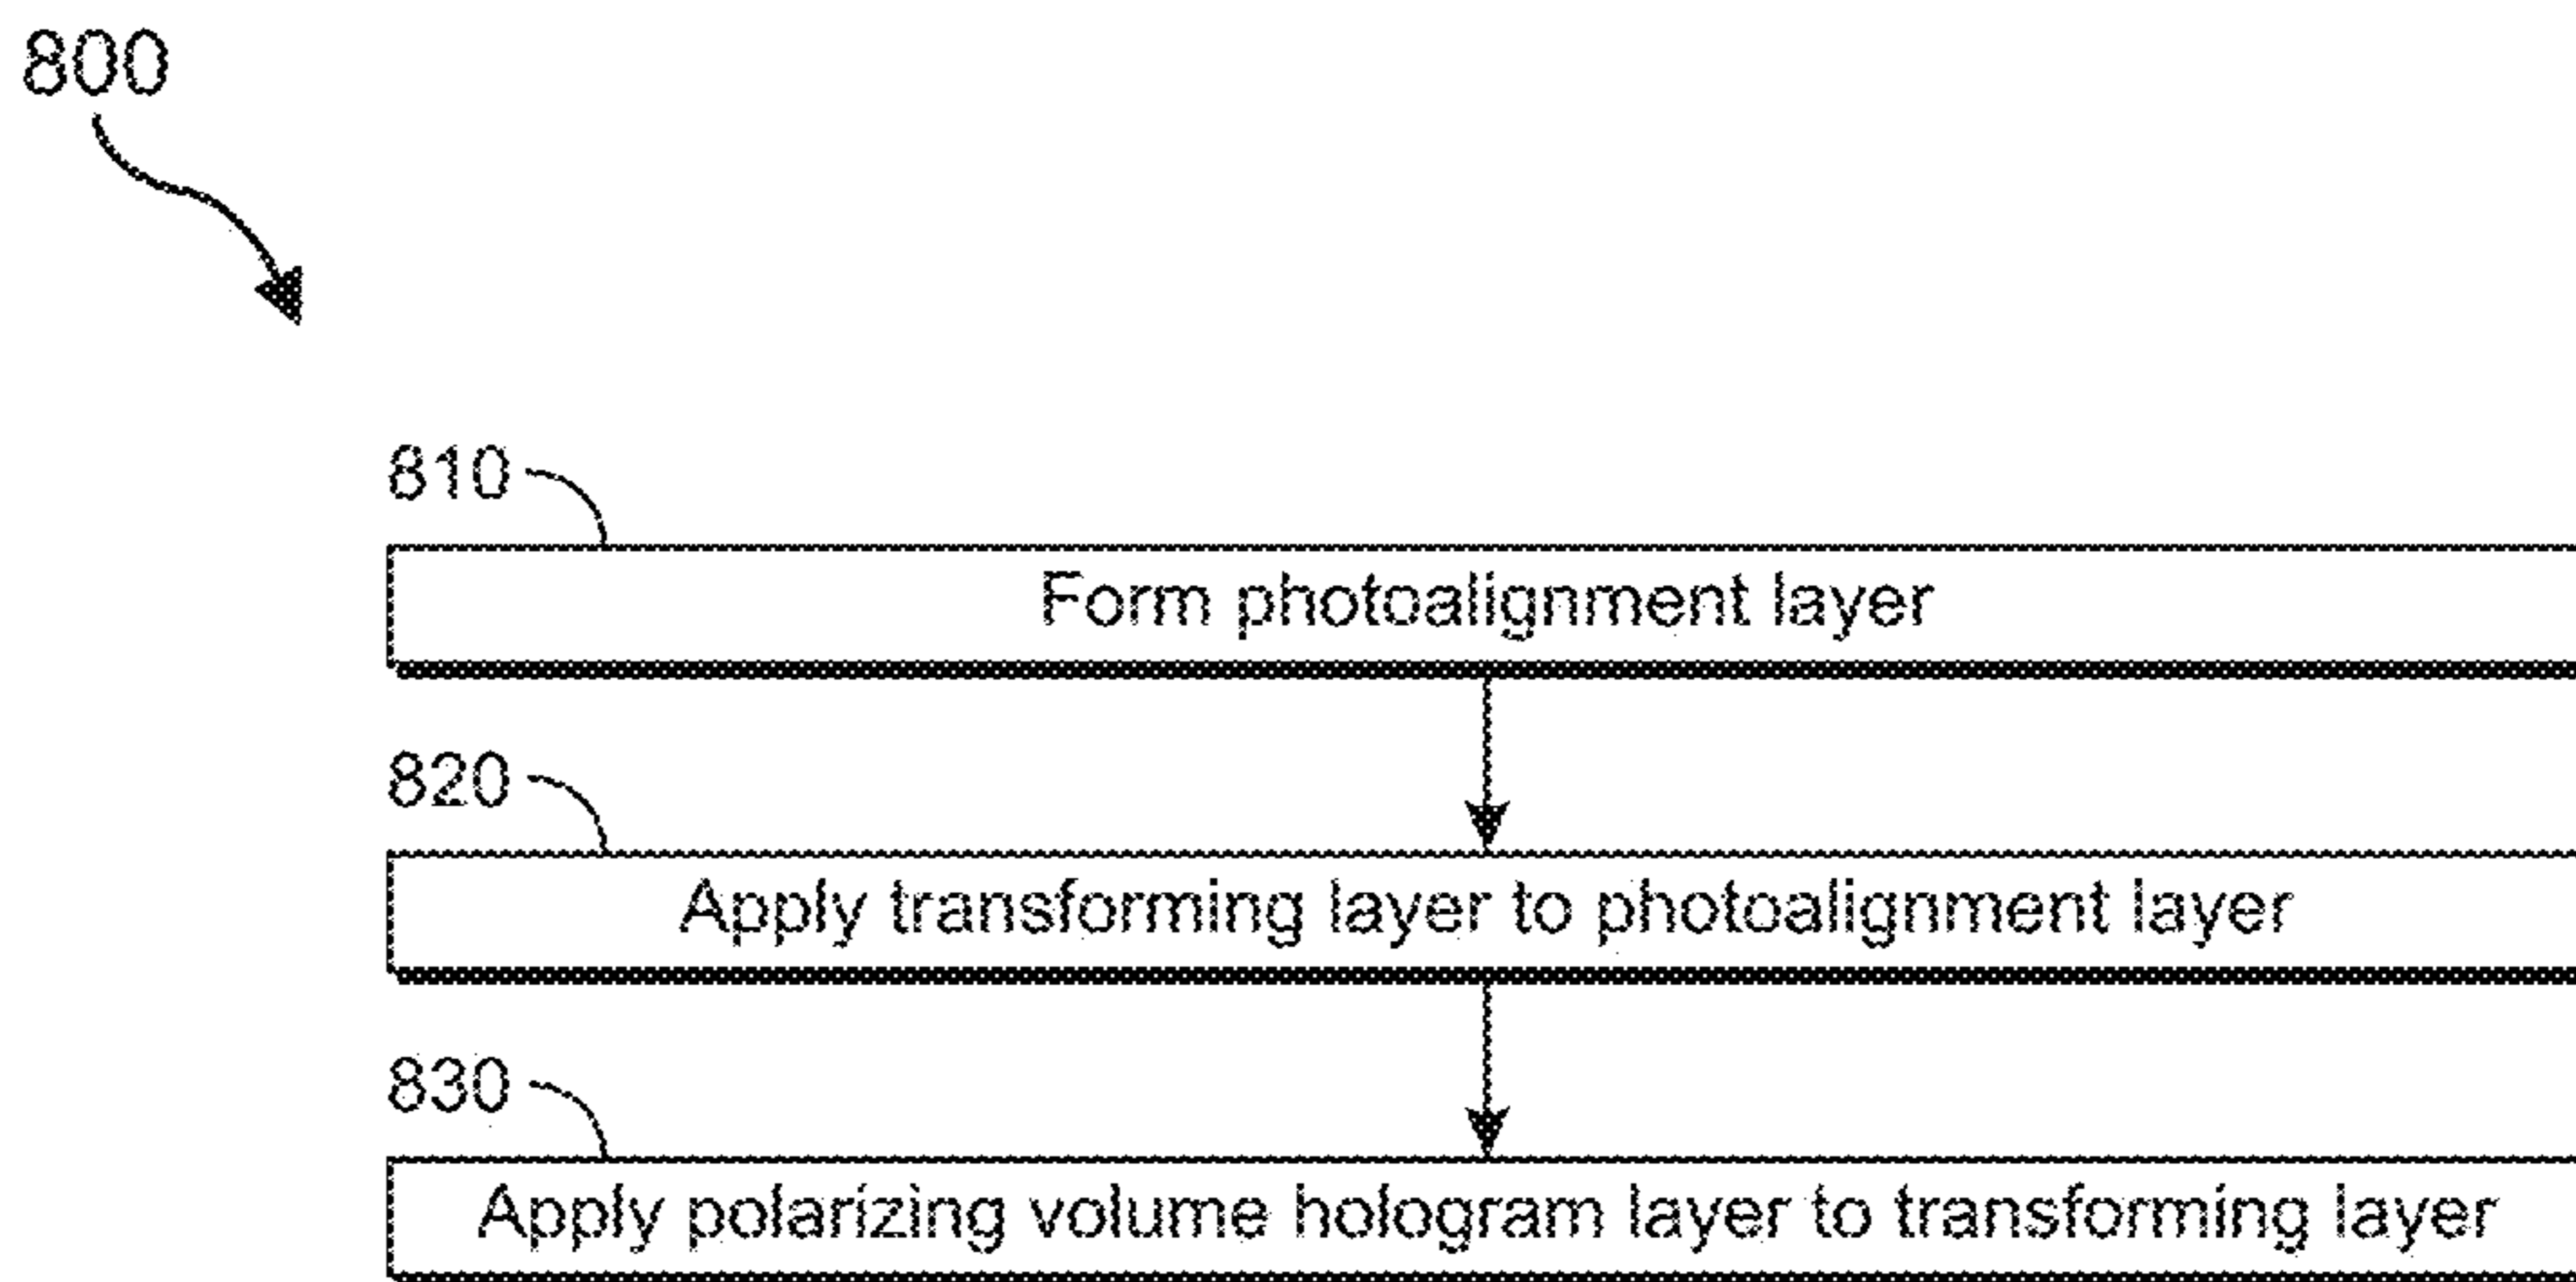 800
810
Form photoalignment layer
820
Apply transforming layer to photoalignment layer
830
Apply polarizing volume hologram layer to transforming layer